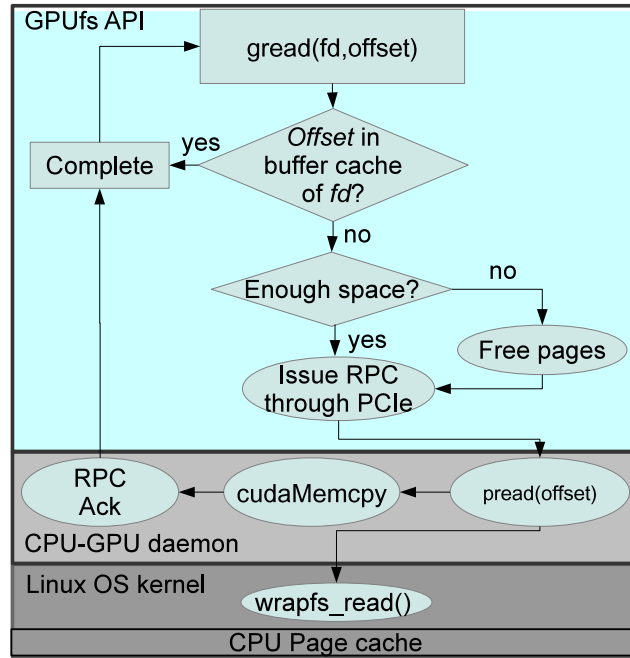 GPUfs API
gread(fd,offset)
yes
Complete
Offset in
buffer cache
of fd?
no
Enough space?
no
yes
Free pages
Issue RPC
through PCIe
RPC
Ack
cudaMemcpy
pread(offset)
CPU-GPU daemon
Linux OS kernel
wrapfs_read()
CPU Page cache